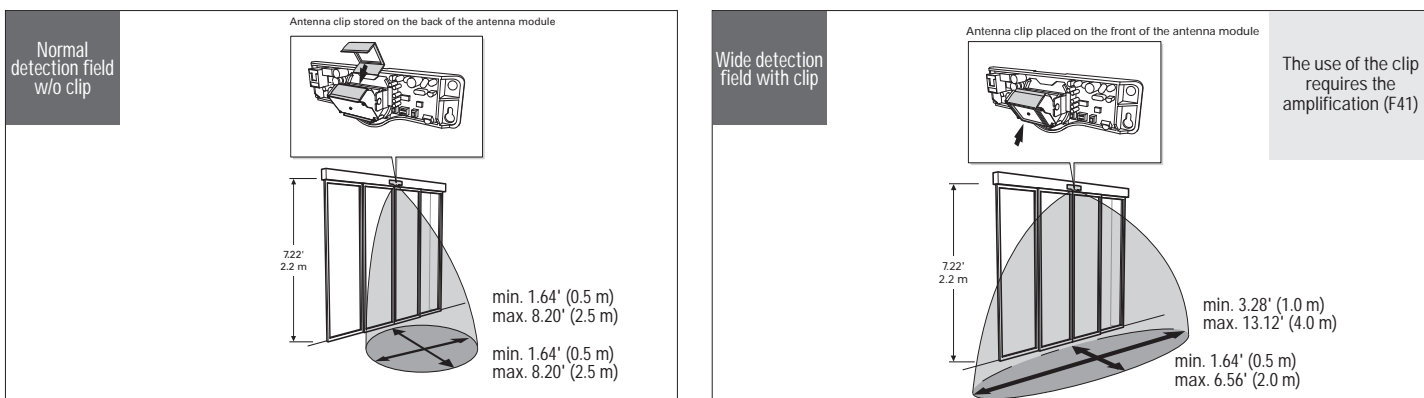 Normal
detection field
w/o clip
Antenna clip stored on the back of the antenna module
7.22'
2.2 m
min. 1.64' (0.5 m)
max. 8.20' (2.5 m)
min. 1.64' (0.5 m)
max. 8.20' (2.5 m)
Wide detection
field with clip
Antenna clip placed on the front of the antenna module
The use of the clip
requires the
amplification (F41)
7.22'
2.2 m
min. 3.28' (1.0 m)
max. 13.12' (4.0 m)
min. 1.64' (0.5 m)
max. 6.56' (2.0 m)